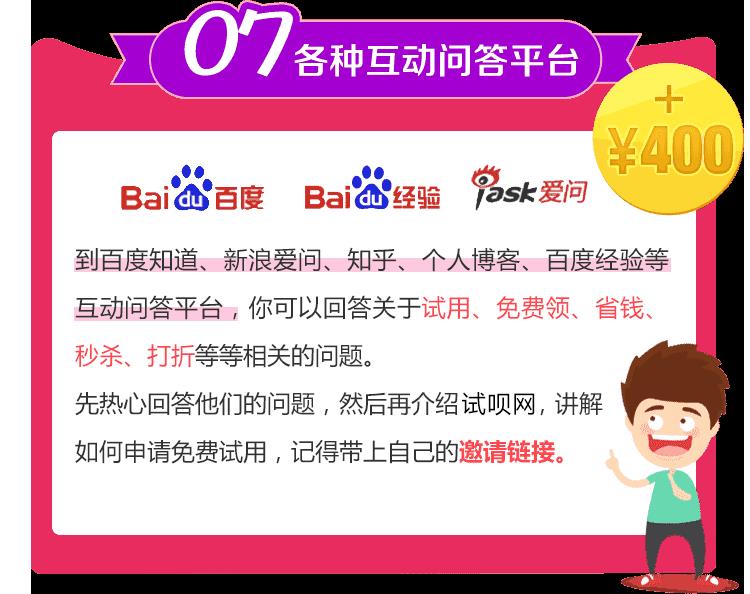 07 各种互动问答平台
+
¥400
Bai du 百度
Bai du 经验
iask 爱问
到百度知道、新浪爱问、知乎、个人博客、百度经验等
互动问答平台，你可以回答关于试用、免费领、省钱、
秒杀、打折等等相关的问题。
先热心回答他们的问题，然后再介绍试呗网，讲解
如何申请免费试用，记得带上自己的邀请链接。